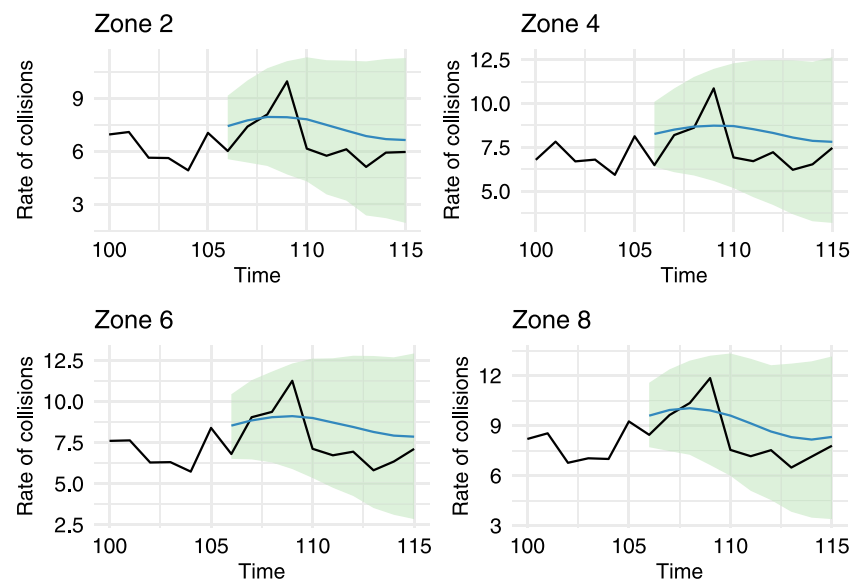 Zone 2
Rate of collisions
9
6
3
100 105 110 115
Time
Zone 4
Rate of collisions
12.5
10.0
7.5
5.0
100 105 110 115
Time
Zone 6
Rate of collisions
12.5
10.0
7.5
5.0
2.5
100 105 110 115
Time
Zone 8
Rate of collisions
12
9
6
3
100 105 110 115
Time